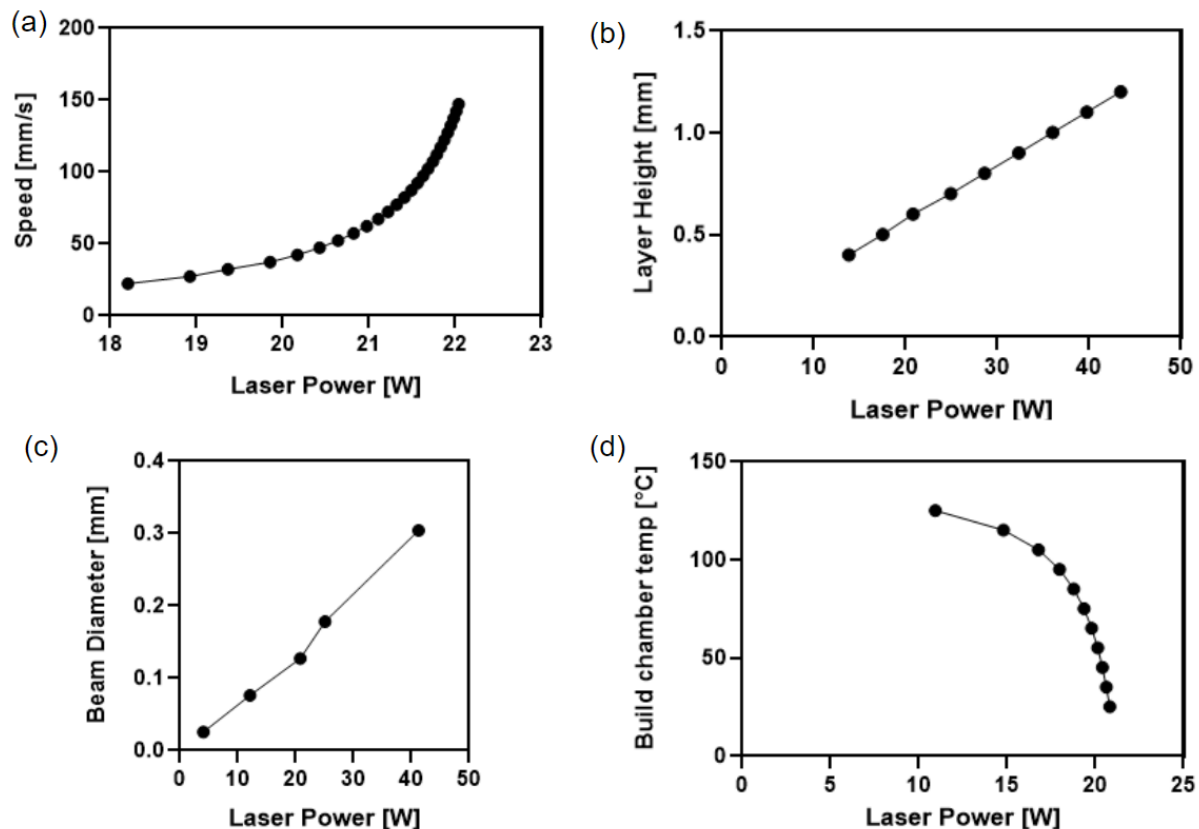 (a)
200
150
100
50
0
Speed [mm/s]
18 19 20 21 22 23
Laser Power [W]
(b)
1.5
1.0
0.5
0.0
Layer Height [mm]
0 10 20 30 40 50
Laser Power [W]
(c)
0.4
0.3
0.2
0.1
0.0
Beam Diameter [mm]
0 10 20 30 40 50
Laser Power [W]
(d)
150
100
50
0
Build chamber temp [°C]
0 5 10 15 20 25
Laser Power [W]